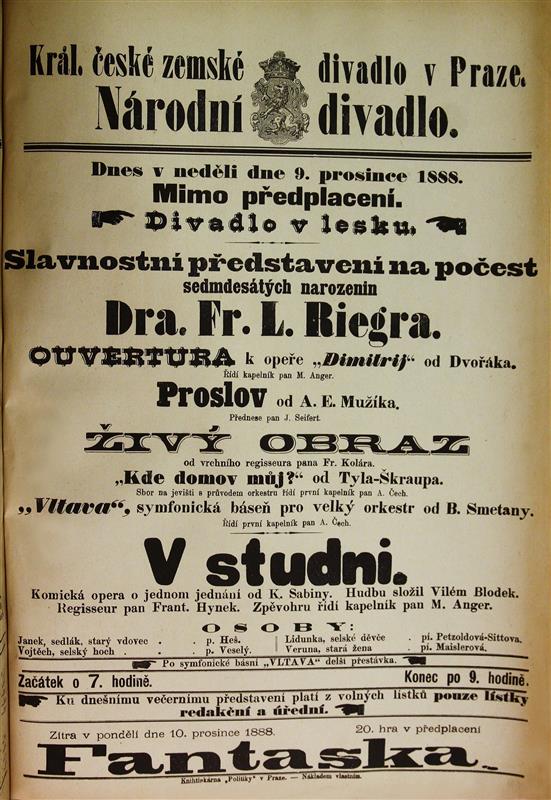 Král. české zemské divadlo v Praze.
Národní divadlo.
Dnes v neděli dne 9. prosince 1888.
Mimo předplacení.
Divadlo v lesku.
Slavnostní představení na počest
sedmdesátých narozenin
Dra. Fr. L. Riegra.
OUVERTURA k opeře „Dimitrij“ od Dvořáka.
Řídí kapelník pan M. Anger.
Proslov od A. E. Mužíka.
Přednese pan J. Seifert.
ŽIVÝ OBRAZ
od vrchního regisseura pana Fr. Kolára.
„Kde domov můj?“ od Tyla-Škraupa.
Sbor na jevišti s průvodem orkestru řídí první kapelník pan A. Čech.
„Vltava“, symfonická báseň pro velký orkestr od B. Smetany.
Řídí první kapelník pan A. Čech.
V studni.
Komická opera o jednom jednání od K. Sabiny. Hudbu složil Vilém Blodek.
Regisseur pan Frant. Hynek. Zpěvohru řídí kapelník pan M. Anger.
OSOBY:
Janek, sedlák, starý vdovec . . p. Heš. Lidunka, selské děvče . pí. Petzoldová-Sittova.
Vojtěch, selský hoch . . . p. Veselý. Veruna, stará žena . pí. Maislerová.
Po symfonické básni „VLTAVA“ delší přestávka.
Začátek o 7. hodině. Konec po 9. hodině.
Ku dnešnímu večernímu představení platí z volných lístků pouze lístky
redakční a úřední.
Zítra v pondělí dne 10. prosince 1888. 20. hra v předplacení
Fantaska.
Knihtiskárna „Politiky“ v Praze. — Nákladem vlastním.